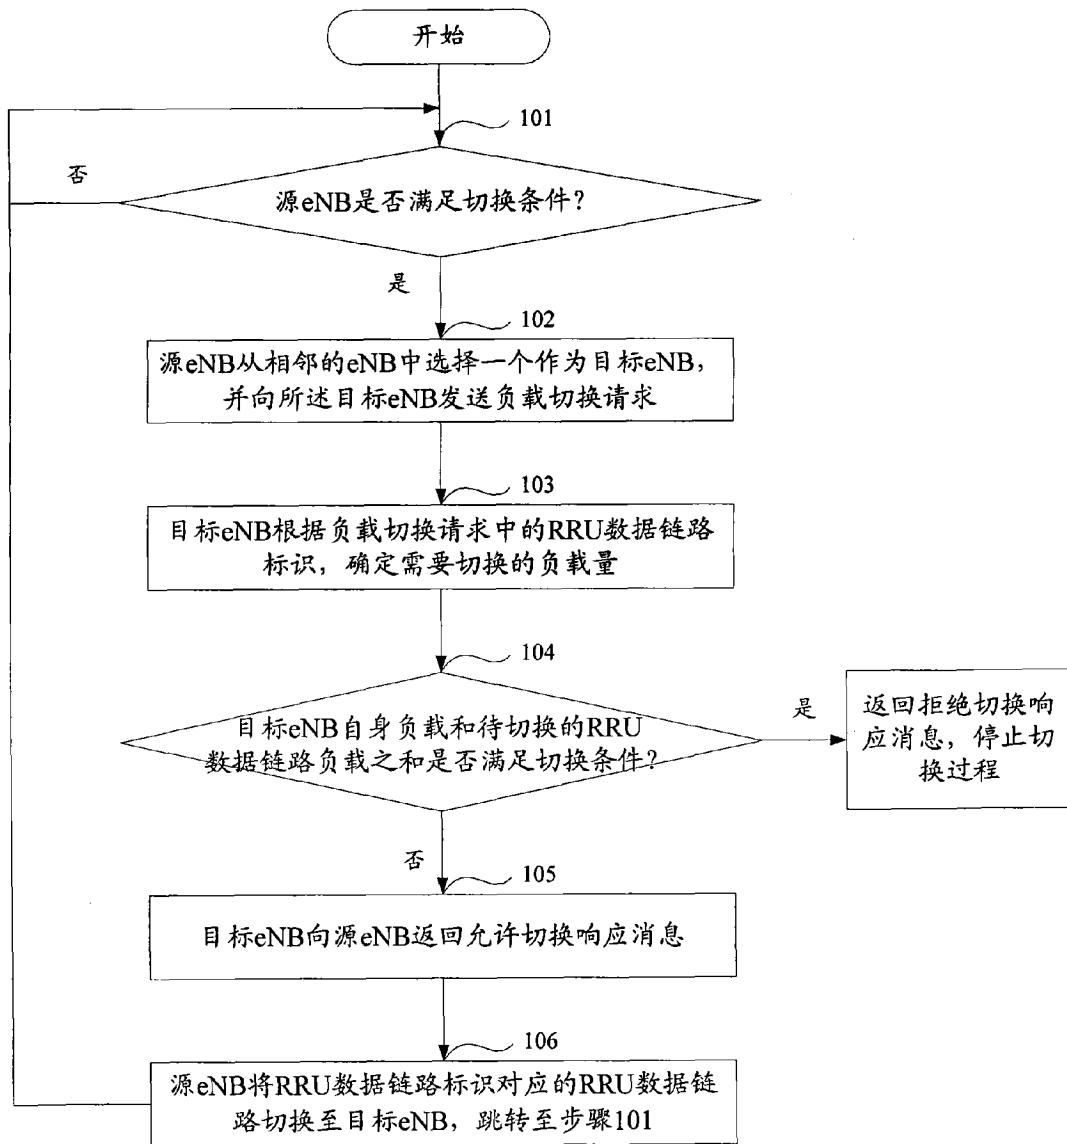 开始
101
否
源eNB是否满足切换条件?
是
102
源eNB从相邻的eNB中选择一个作为目标eNB,
并向所述目标eNB发送负载切换请求
103
目标eNB根据负载切换请求中的RRU数据链路
标识,确定需要切换的负载量
104
目标eNB自身负载和待切换的RRU
数据链路负载之和是否满足切换条件?
是
返回拒绝切换响
应消息,停止切
换过程
否
105
目标eNB向源eNB返回允许切换响应消息
106
源eNB将RRU数据链路标识对应的RRU数据链
路切换至目标eNB,跳转至步骤101